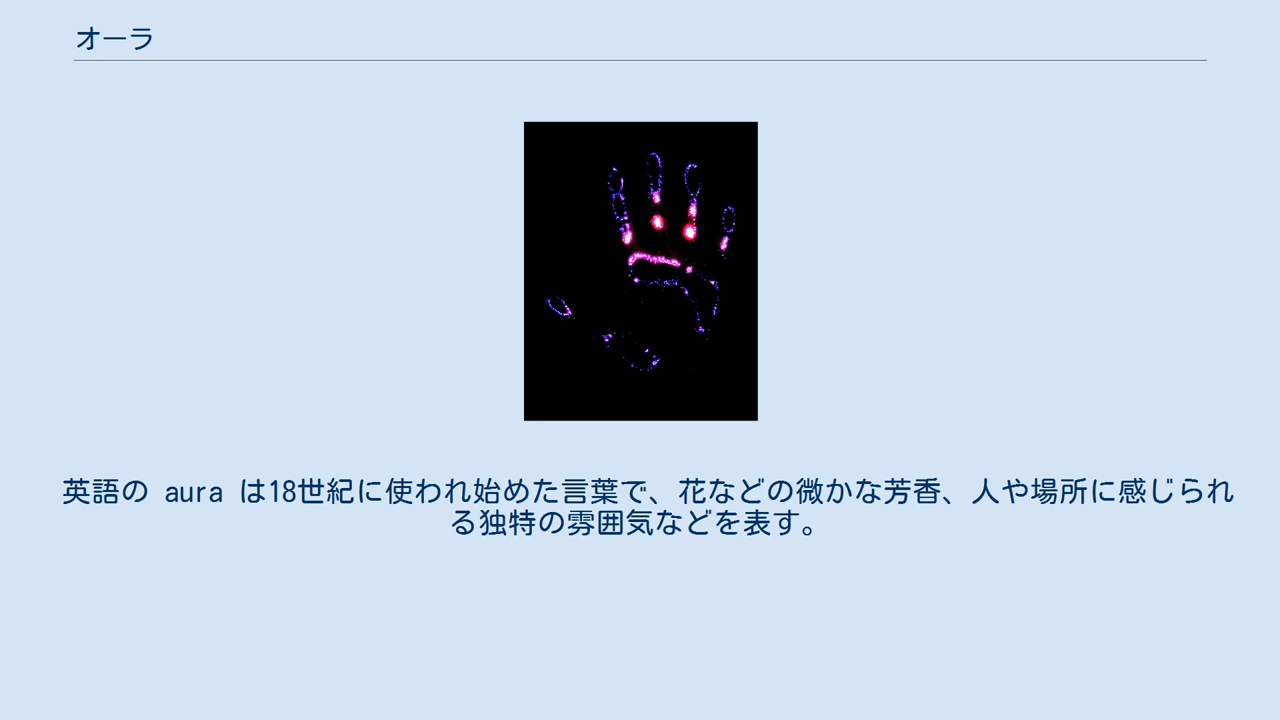 オーラ
英語の aura は18世紀に使われ始めた言葉で、花などの微かな芳香、人や場所に感じられ
る独特の雰囲気などを表す。